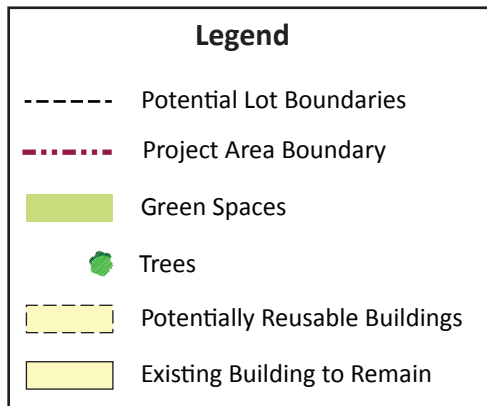 Legend
Potential Lot Boundaries
Project Area Boundary
Green Spaces
Trees
Potentially Reusable Buildings
Existing Building to Remain